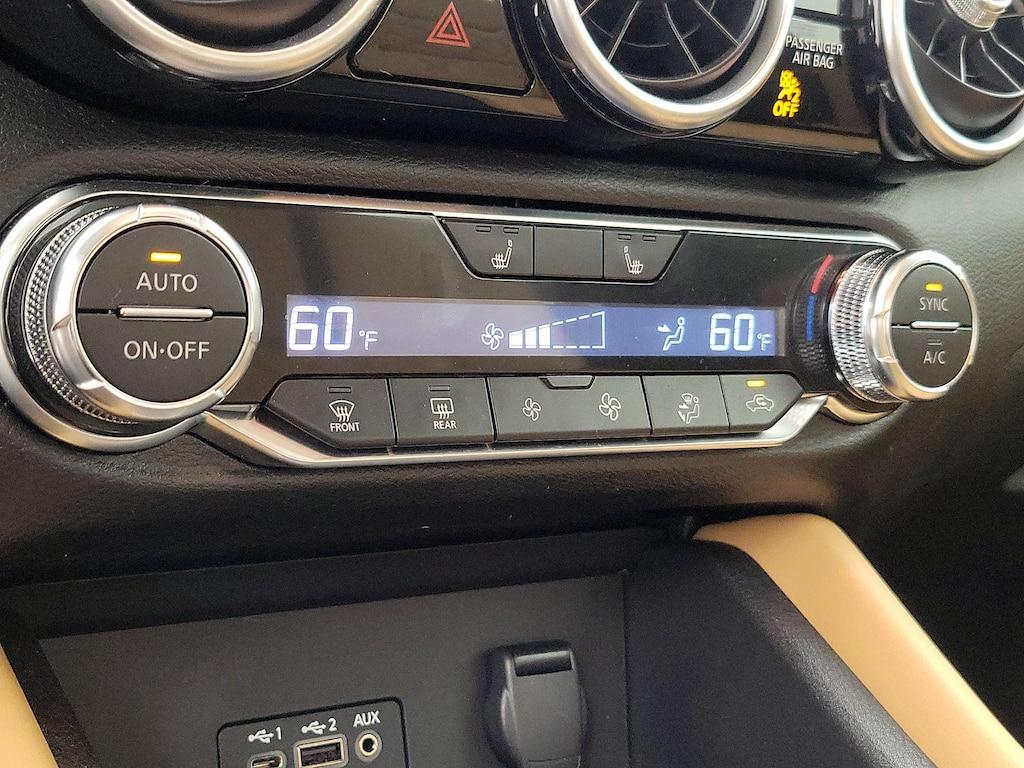 PASSENGER
AIR BAG
OFF
AUTO
ON·OFF
60°F
60°F
SYNC
A/C
FRONT
REAR
1
2
AUX